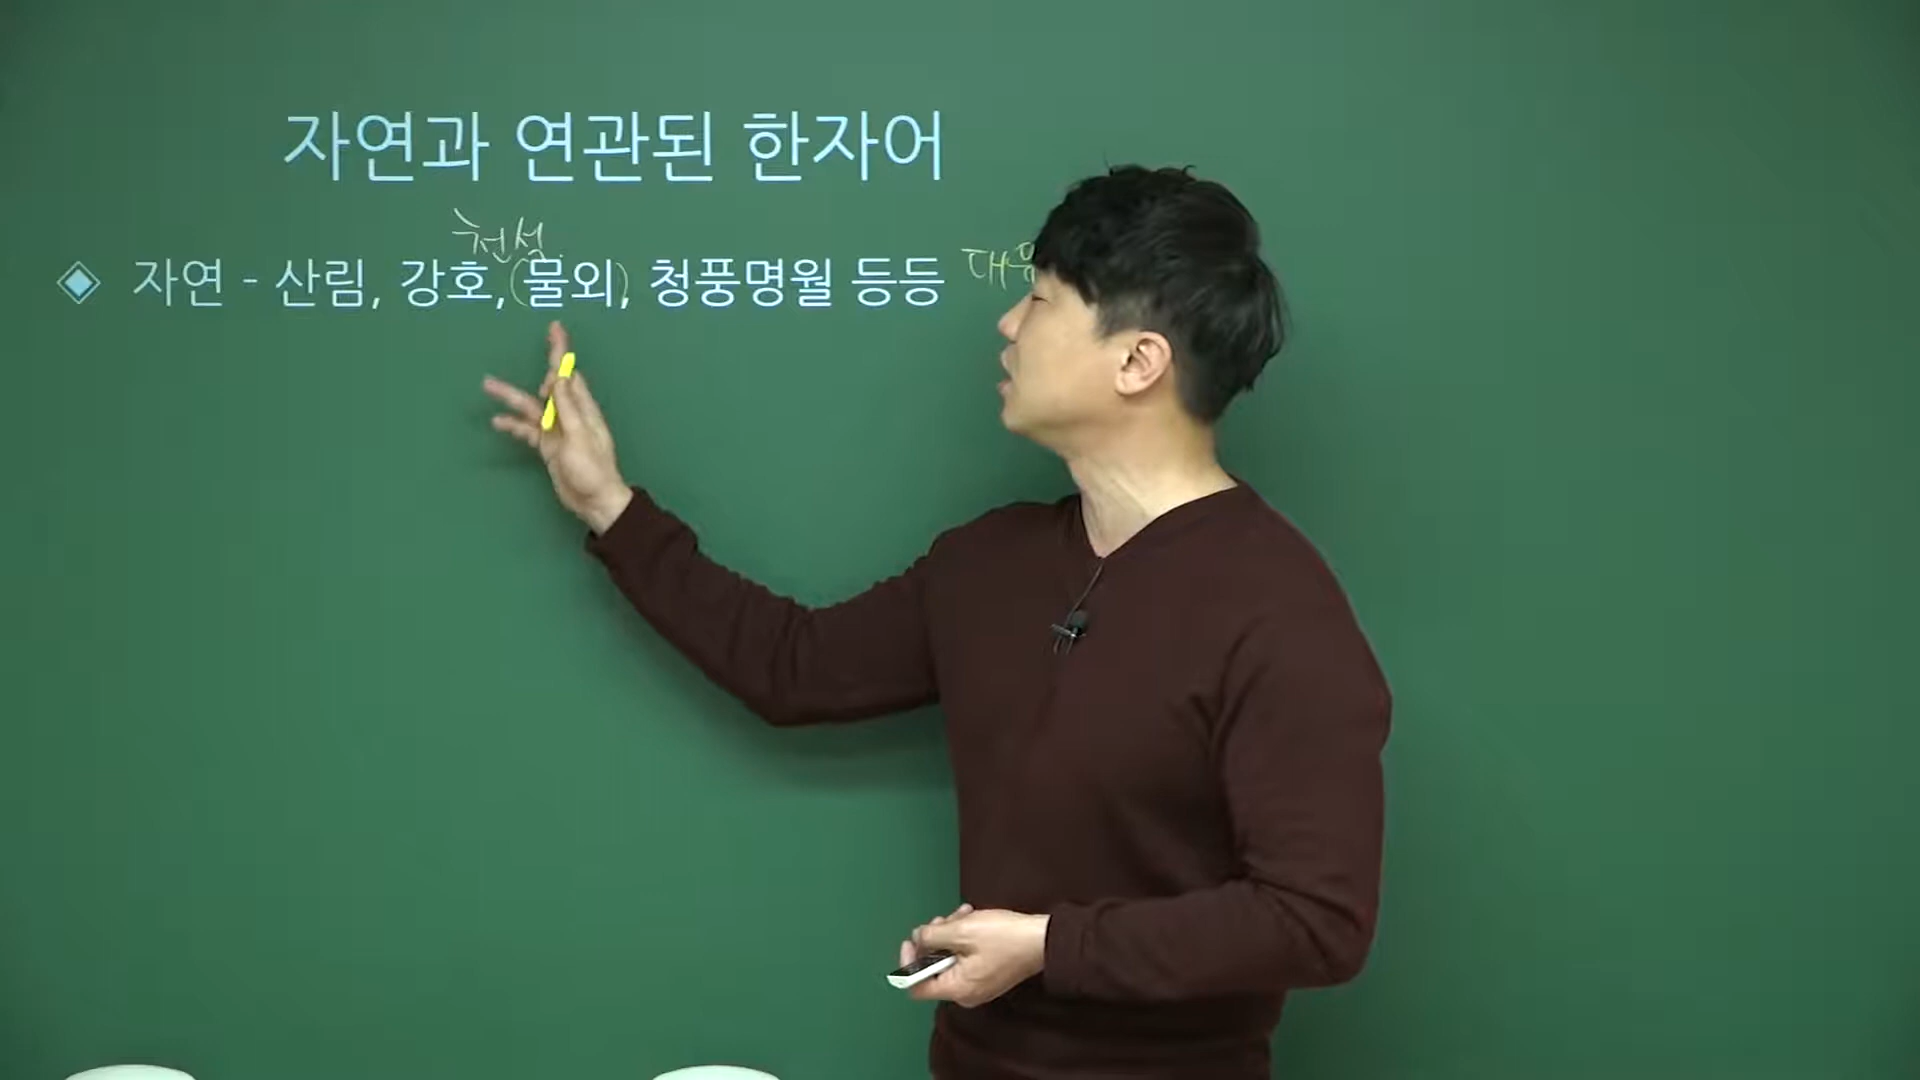 자연과 연관된 한자어
천석
◈ 자연 - 산림, 강호, (물외), 청풍명월 등등